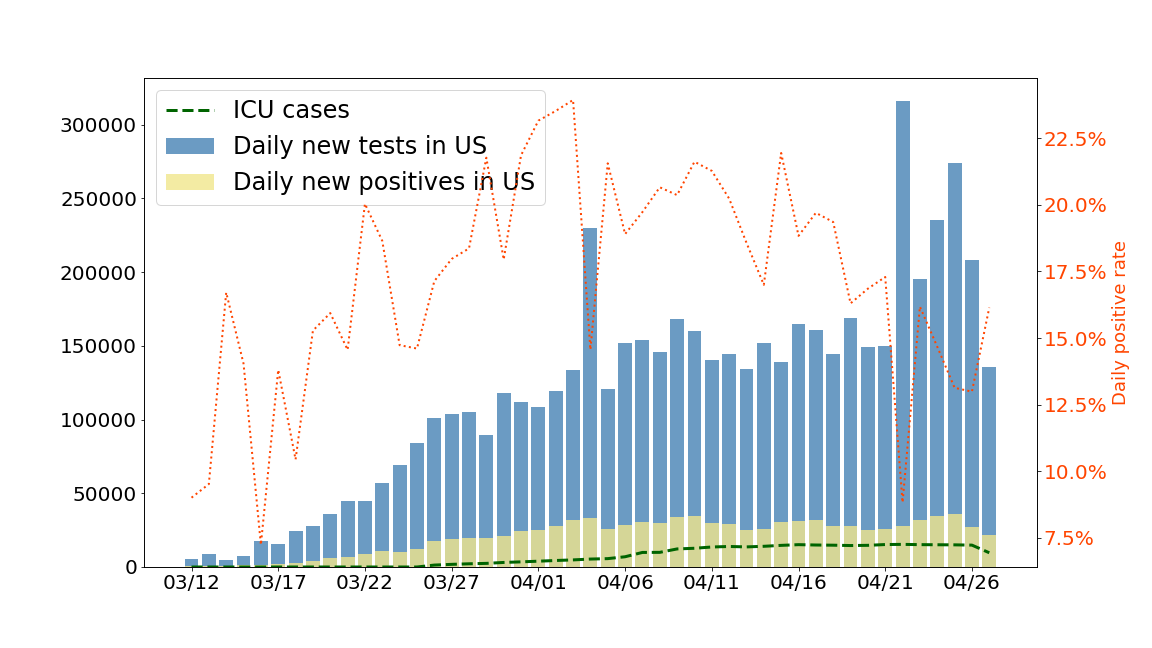 ICU cases
Daily new tests in US
Daily new positives in US
300000
250000
200000
150000
100000
50000
0
22.5%
20.0%
17.5%
15.0%
12.5%
10.0%
7.5%
Daily positive rate
03/12 03/17 03/22 03/27 04/01 04/06 04/11 04/16 04/21 04/26